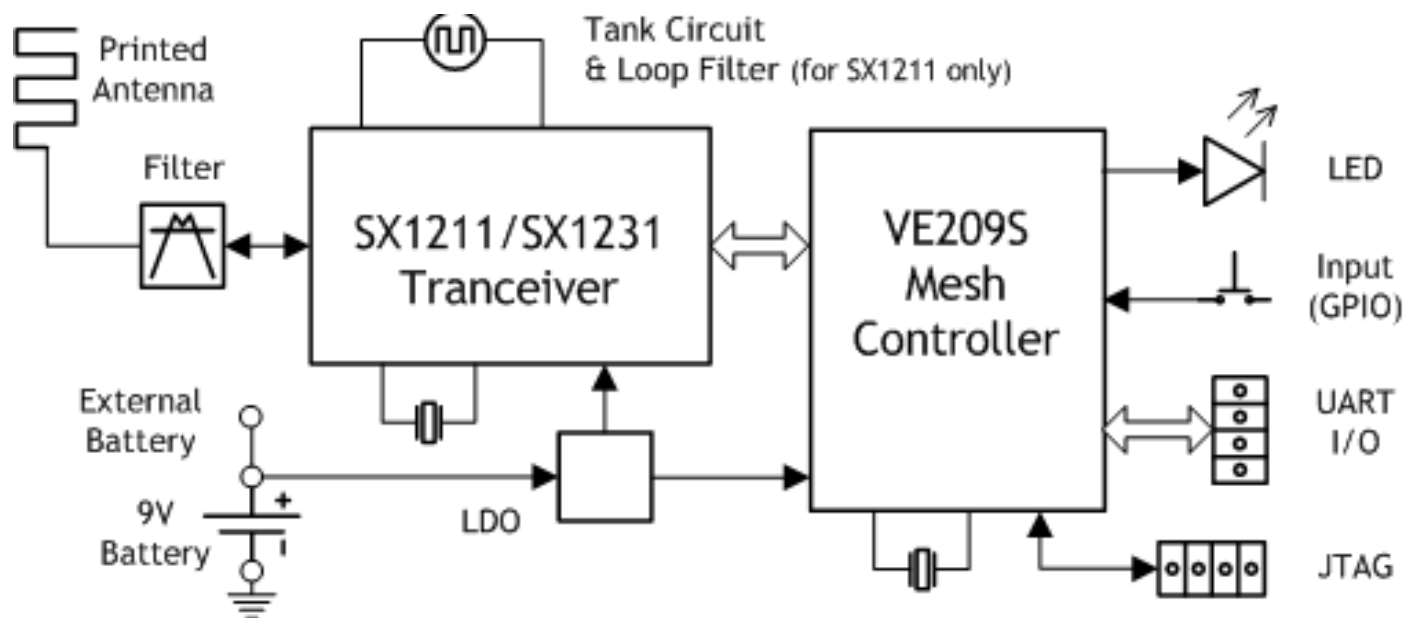 Printed
Antenna
Tank Circuit
& Loop Filter (for SX1211 only)
Filter
SX1211/SX1231
Tranceiver
VE209S
Mesh
Controller
LED
Input
(GPIO)
UART
I/O
External
Battery
9V
Battery
+
LDO
JTAG